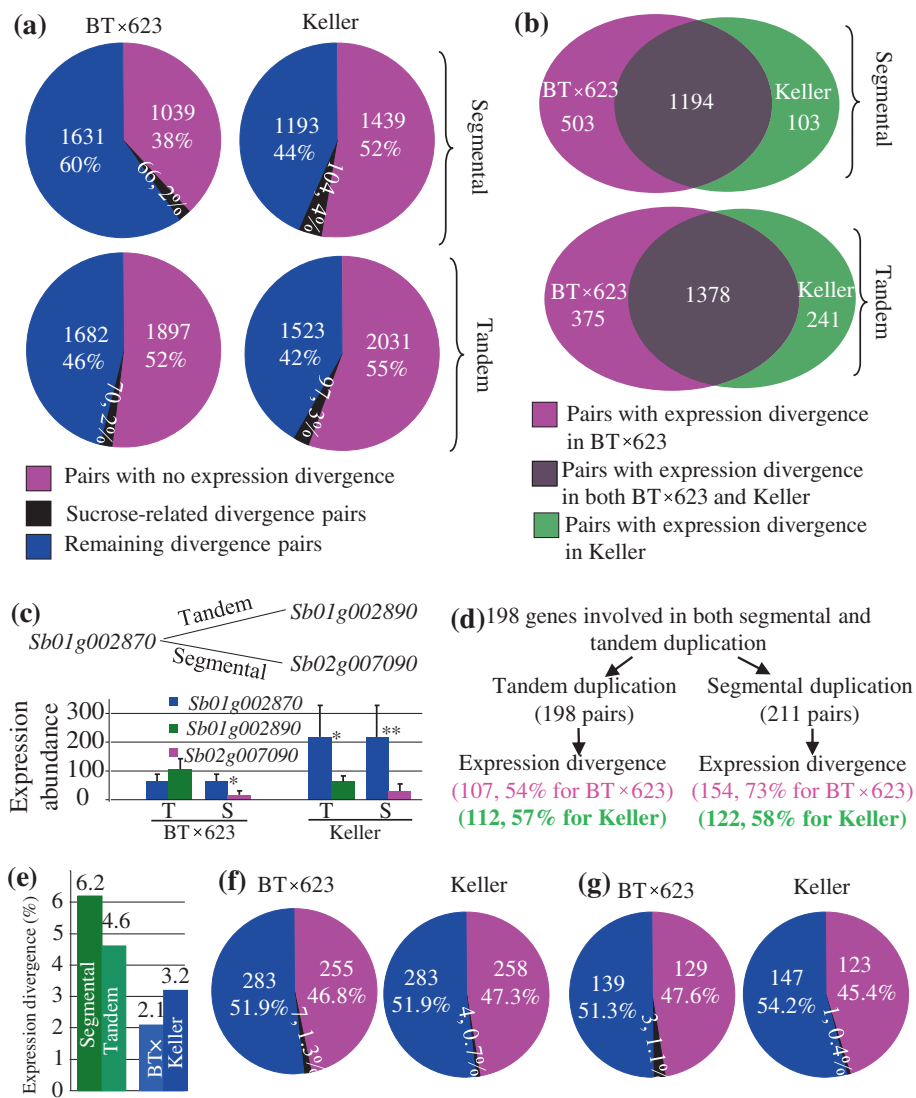 (a)
BT×623
Keller
1039
38%
1631
60%
66, 2%
1439
52%
1193
44%
104, 4%
Segmental
1682
46%
1897
52%
70, 2%
1523
42%
2031
55%
97, 3%
Tandem
Pairs with no expression divergence
Sucrose-related divergence pairs
Remaining divergence pairs
(b)
BT×623
503
1194
Keller
103
Segmental
BT×623
375
1378
Keller
241
Tandem
Pairs with expression divergence
in BT×623
Pairs with expression divergence
in both BT×623 and Keller
Pairs with expression divergence
in Keller
(c)
Sb01g002870
Tandem
Sb01g002890
Segmental
Sb02g007090
Expression
abundance
300
200
100
0
Sb01g002870
Sb01g002890
Sb02g007090
*
*
**
T
S
T
S
BT×623
Keller
(d)
198 genes involved in both segmental and
tandem duplication
Tandem duplication
(198 pairs)
Segmental duplication
(211 pairs)
Expression divergence
(107, 54% for BT×623)
(112, 57% for Keller)
Expression divergence
(154, 73% for BT×623)
(122, 58% for Keller)
(e)
Expression divergence (%)
6
5
4
3
2
1
0
6.2
4.6
2.1
3.2
Segmental
Tandem
BT×
Keller
(f)
BT×623
Keller
283
51.9%
255
46.8%
7, 1.3%
283
51.9%
258
47.3%
4, 0.7%
(g)
BT×623
Keller
139
51.3%
129
47.6%
3, 1.1%
147
54.2%
123
45.4%
1, 0.4%